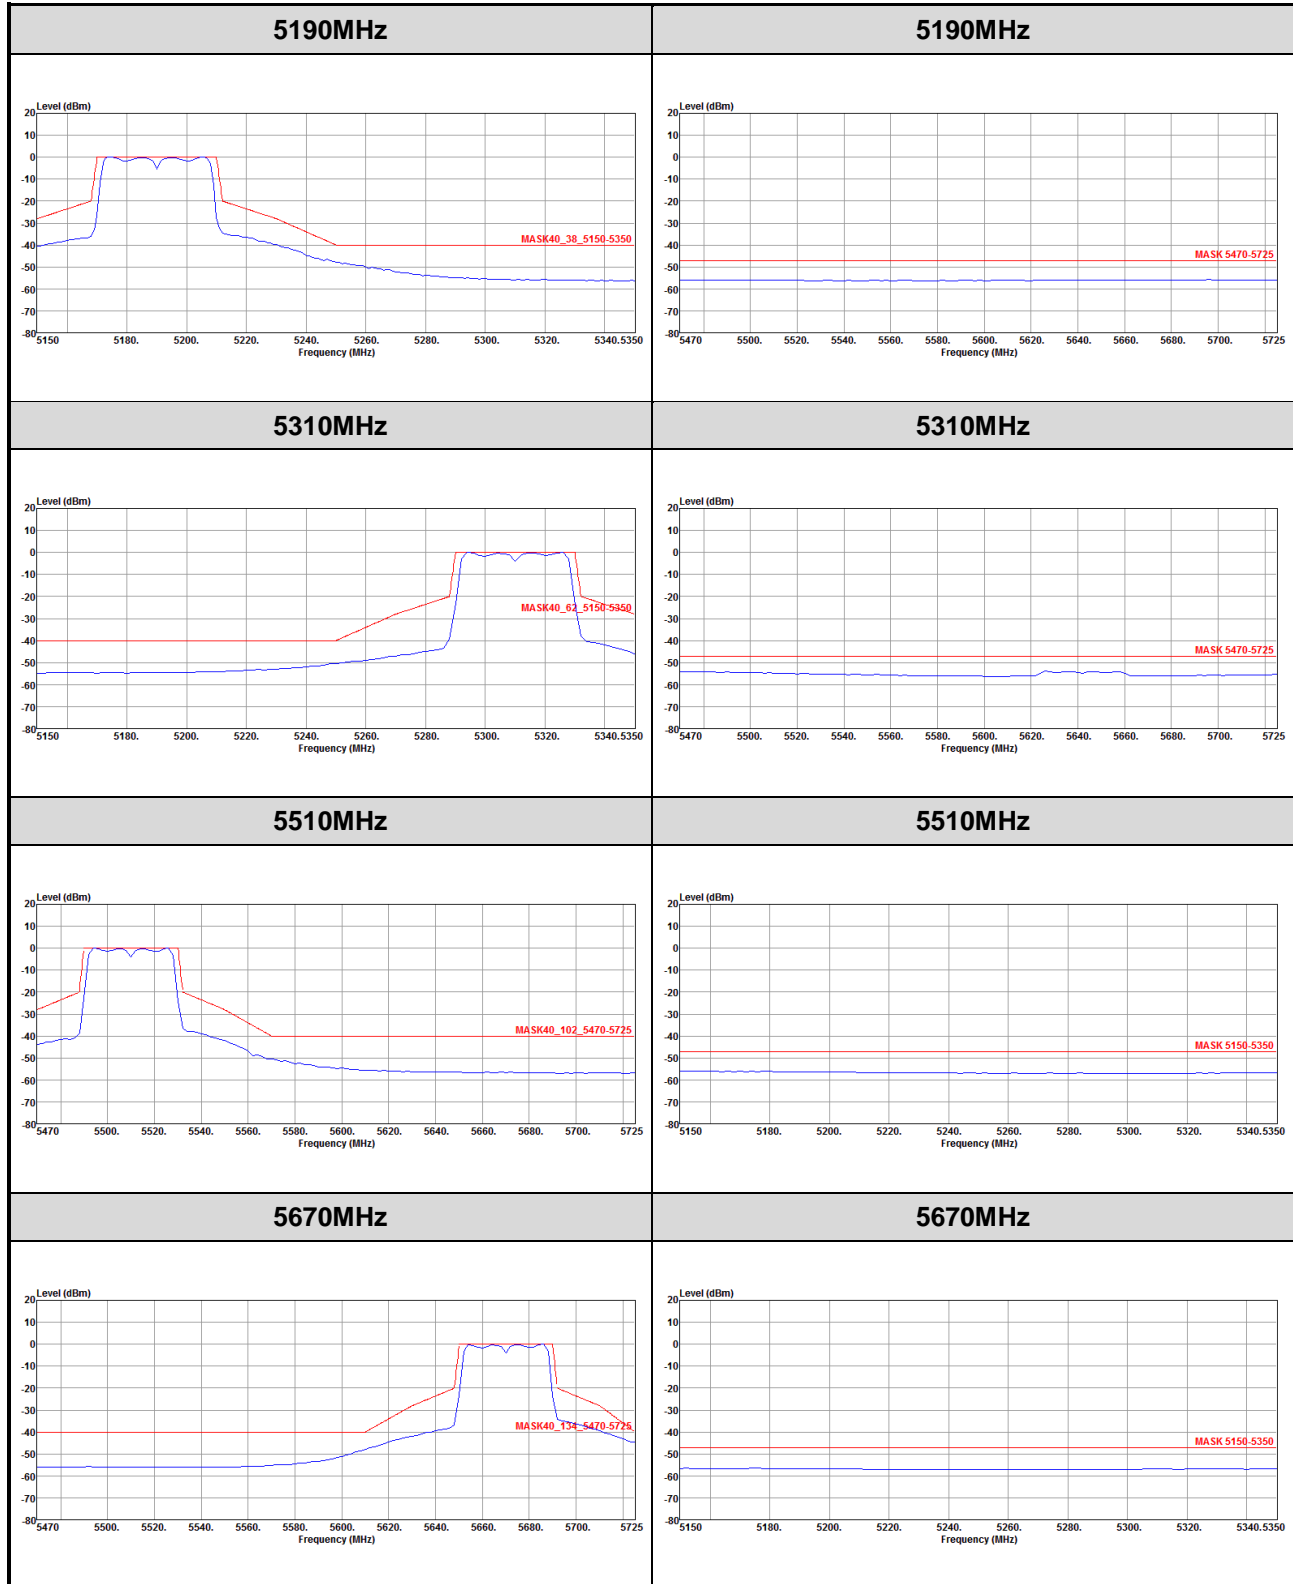 5190MHz 5190MHz
Level (dBm) Level (dBm)
20 20
10 10
0 0
-10 -10
-20 -20
-30 -30
-40 MASK40_38_5150-5350 -40
-50 MASK 5470-5725 -50
-60 -60
-70 -70
-80 -80
5150 5180. 5200. 5220. 5240. 5260. 5280. 5300. 5320. 5340.5350 5470 5500. 5520. 5540. 5560. 5580. 5600. 5620. 5640. 5660. 5680. 5700. 5725
Frequency (MHz) Frequency (MHz)
5310MHz 5310MHz
Level (dBm) Level (dBm)
20 20
10 10
0 0
-10 -10
-20 -20
MASK40_62_5150-5350
-30 -30
-40 -40
MASK 5470-5725
-50 -50
-60 -60
-70 -70
-80 -80
5150 5180. 5200. 5220. 5240. 5260. 5280. 5300. 5320. 5340.5350 5470 5500. 5520. 5540. 5560. 5580. 5600. 5620. 5640. 5660. 5680. 5700. 5725
Frequency (MHz) Frequency (MHz)
5510MHz 5510MHz
Level (dBm) Level (dBm)
20 20
10 10
0 0
-10 -10
-20 -20
-30 -30
MASK40_102_5470-5725
-40 -40
MASK 5150-5350
-50 -50
-60 -60
-70 -70
-80 -80
5470 5500. 5520. 5540. 5560. 5580. 5600. 5620. 5640. 5660. 5680. 5700. 5725 5150 5180. 5200. 5220. 5240. 5260. 5280. 5300. 5320. 5340.5350
Frequency (MHz) Frequency (MHz)
5670MHz 5670MHz
Level (dBm) Level (dBm)
20 20
10 10
0 0
-10 -10
-20 -20
-30 -30
MASK40_134_5470-5725
-40 -40
MASK 5150-5350
-50 -50
-60 -60
-70 -70
-80 -80
5470 5500. 5520. 5540. 5560. 5580. 5600. 5620. 5640. 5660. 5680. 5700. 5725 5150 5180. 5200. 5220. 5240. 5260. 5280. 5300. 5320. 5340.5350
Frequency (MHz) Frequency (MHz)